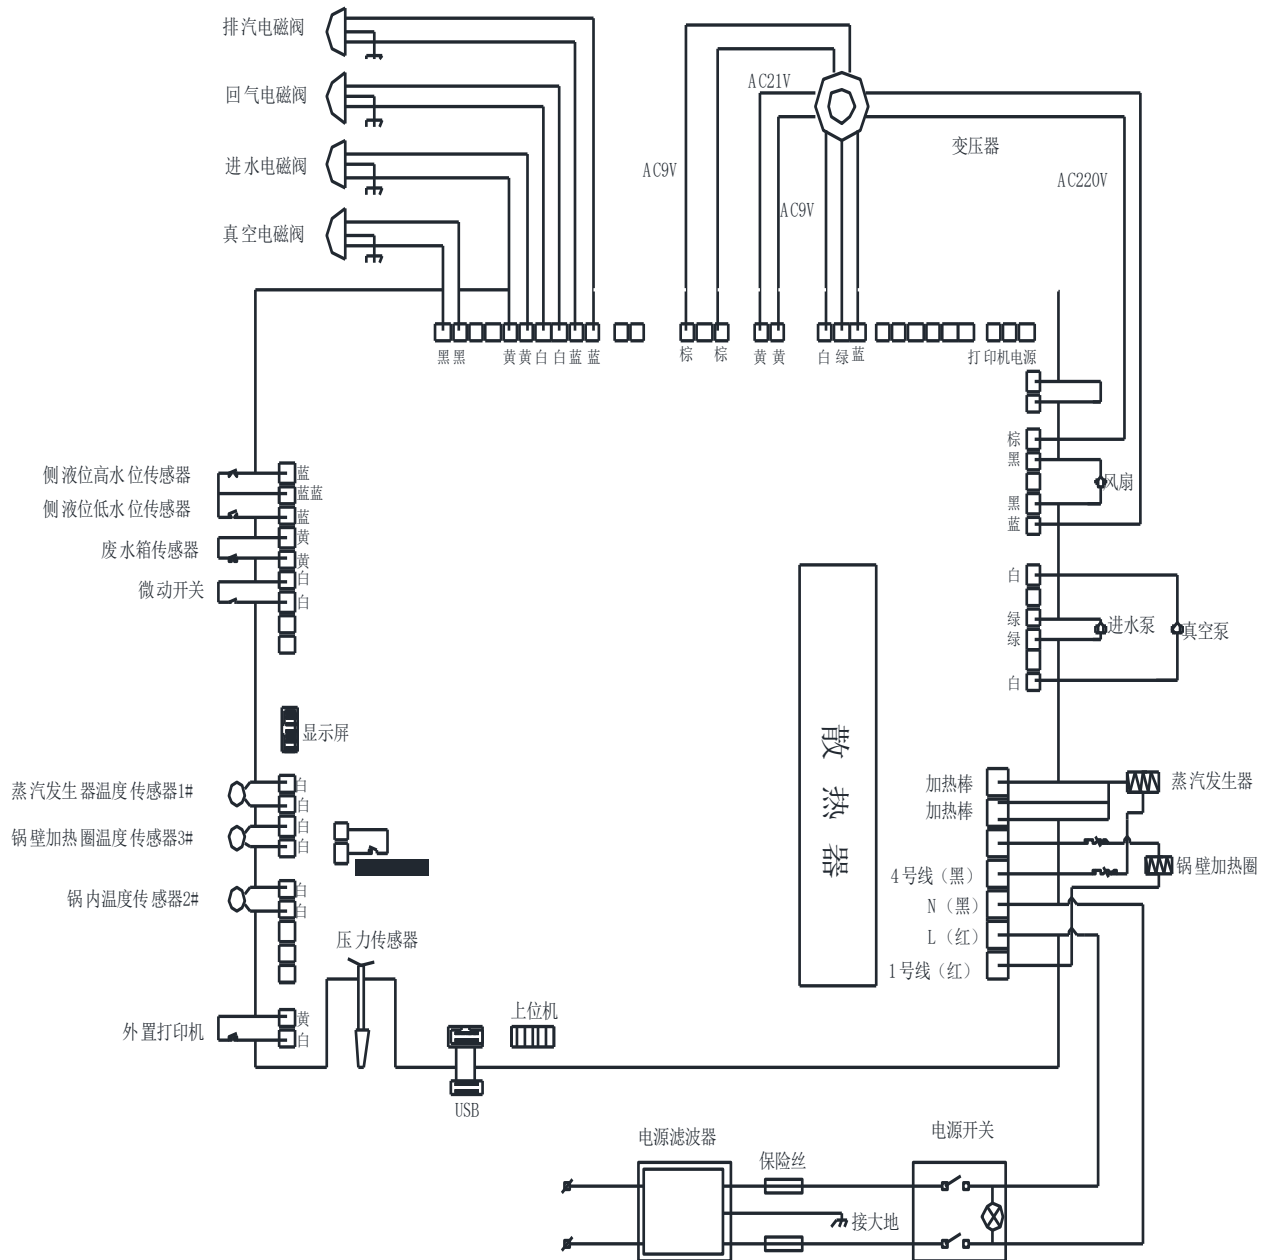 排汽电磁阀
回气电磁阀
进水电磁阀
真空电磁阀
AC21V
变压器
AC9V
AC220V
AC9V
黑 黑 黄 黄 白 白 蓝 蓝
棕 棕
黄 黄
白 绿 蓝
打印机电源
棕
黑
风扇
黑
蓝
侧液位高水位传感器
蓝
蓝蓝
侧液位低水位传感器
蓝
黄
废水箱传感器
黄
白
微动开关
白
白
绿
进水泵
真空泵
绿
白
显示屏
散热器
蒸汽发生器温度传感器1#
白
白
锅壁加热圈温度传感器3#
白
白
锅内温度传感器2#
白
白
加热棒
蒸汽发生器
加热棒
锅壁加热圈
4号线（黑）
N（黑）
L（红）
1号线（红）
压力传感器
上位机
外置打印机
黄
白
USB
电源滤波器
保险丝
电源开关
接大地